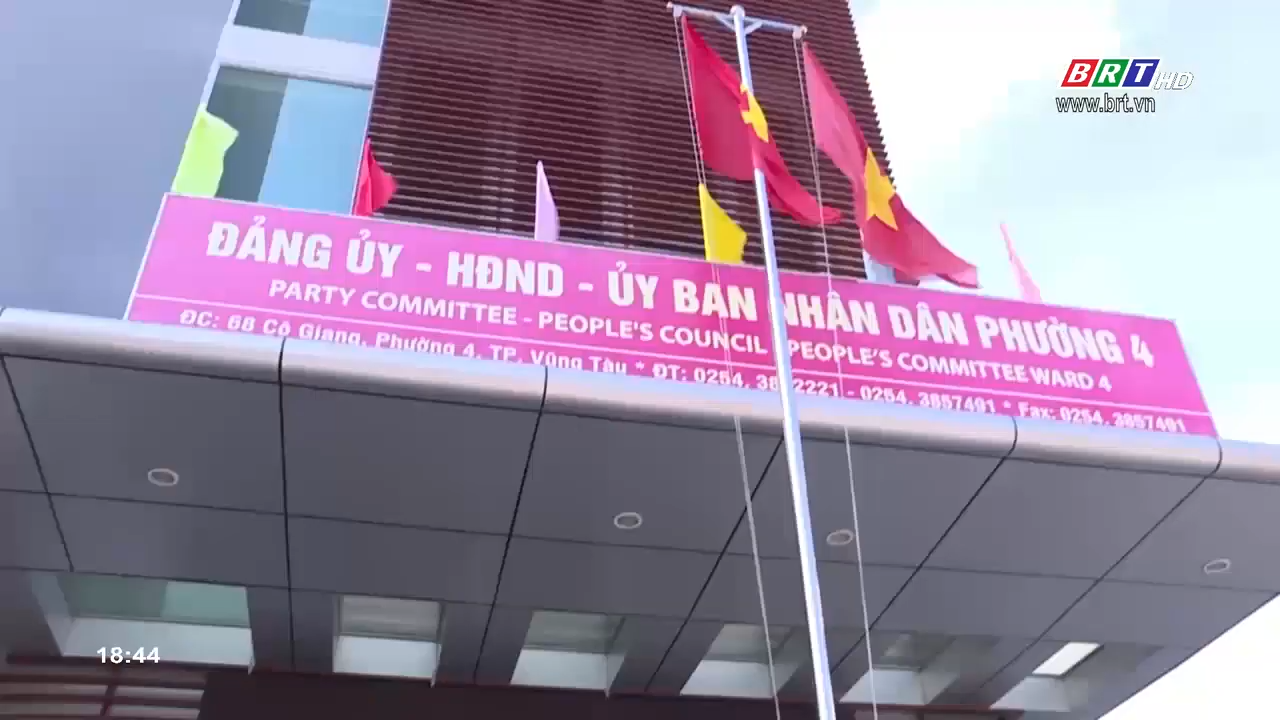 BRT HD
www.brt.vn
ĐẢNG ỦY - HĐND - ỦY BAN NHÂN DÂN PHƯỜNG 4
PARTY COMMITTEE - PEOPLE'S COUNCIL PEOPLE'S COMMITTEE WARD 4
ĐC: 68 Cô Giang, Phường 4, TP. Vũng Tàu * ĐT: 0254. - 0254. 3857491 * Fax: 0254. 3857491
18:44